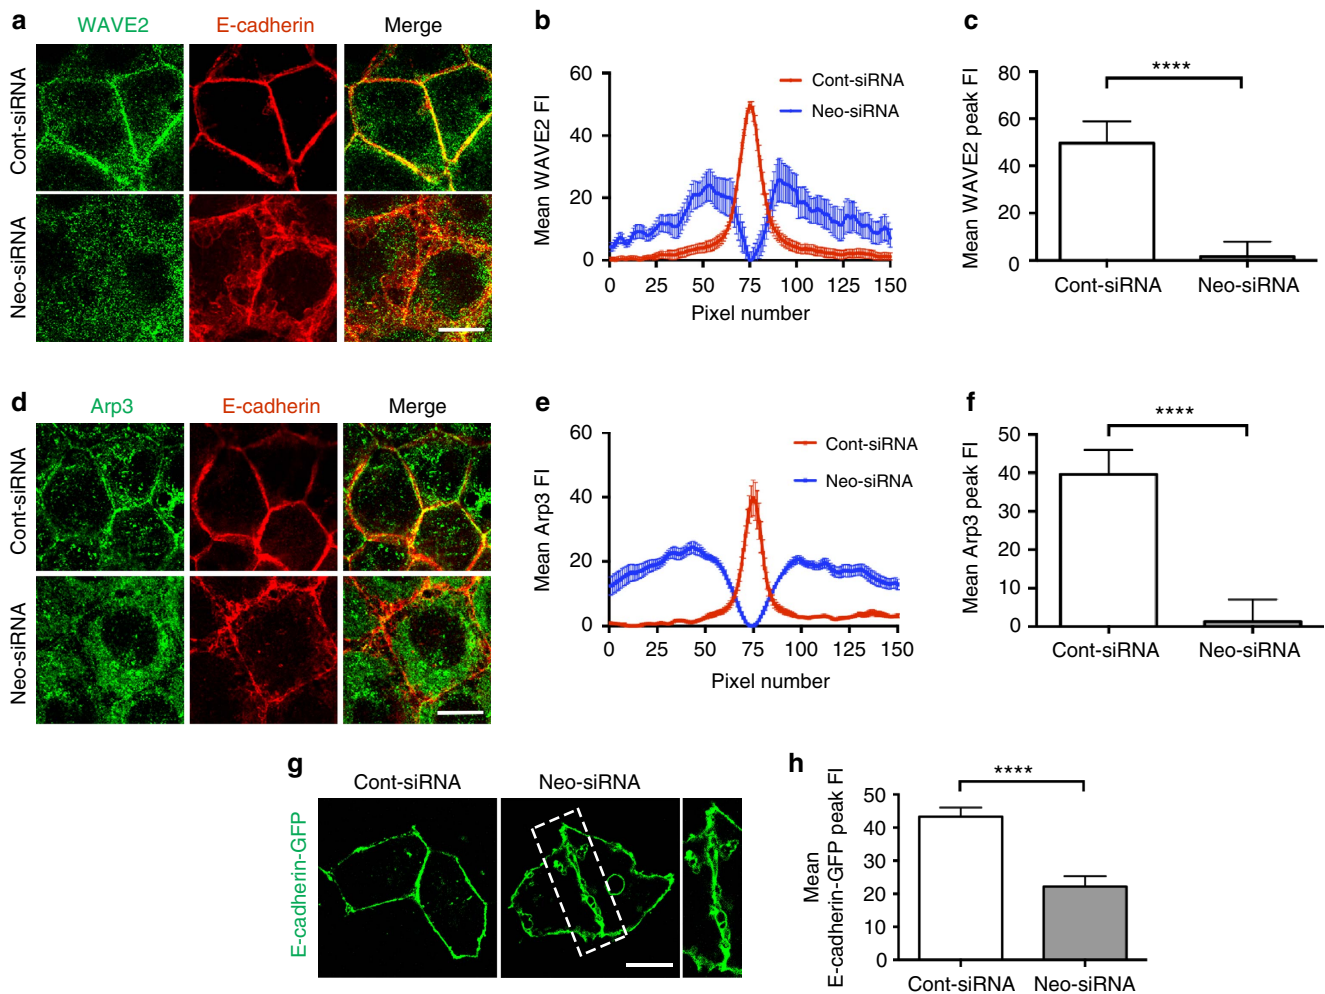 a
WAVE2 E-cadherin Merge
Cont-siRNA
Neo-siRNA
b
Mean WAVE2 FI
60
40
20
0
0 25 50 75 100 125 150
Pixel number
Cont-siRNA
Neo-siRNA
c
Mean WAVE2 peak FI
80
60
40
20
0
****
Cont-siRNA Neo-siRNA
d
Arp3 E-cadherin Merge
Cont-siRNA
Neo-siRNA
e
Mean Arp3 FI
60
40
20
0
0 25 50 75 100 125 150
Pixel number
Cont-siRNA
Neo-siRNA
f
Mean Arp3 peak FI
50
40
30
20
10
0
****
Cont-siRNA Neo-siRNA
g
Cont-siRNA Neo-siRNA
E-cadherin-GFP
h
Mean
E-cadherin-GFP peak FI
50
40
30
20
10
0
****
Cont-siRNA Neo-siRNA